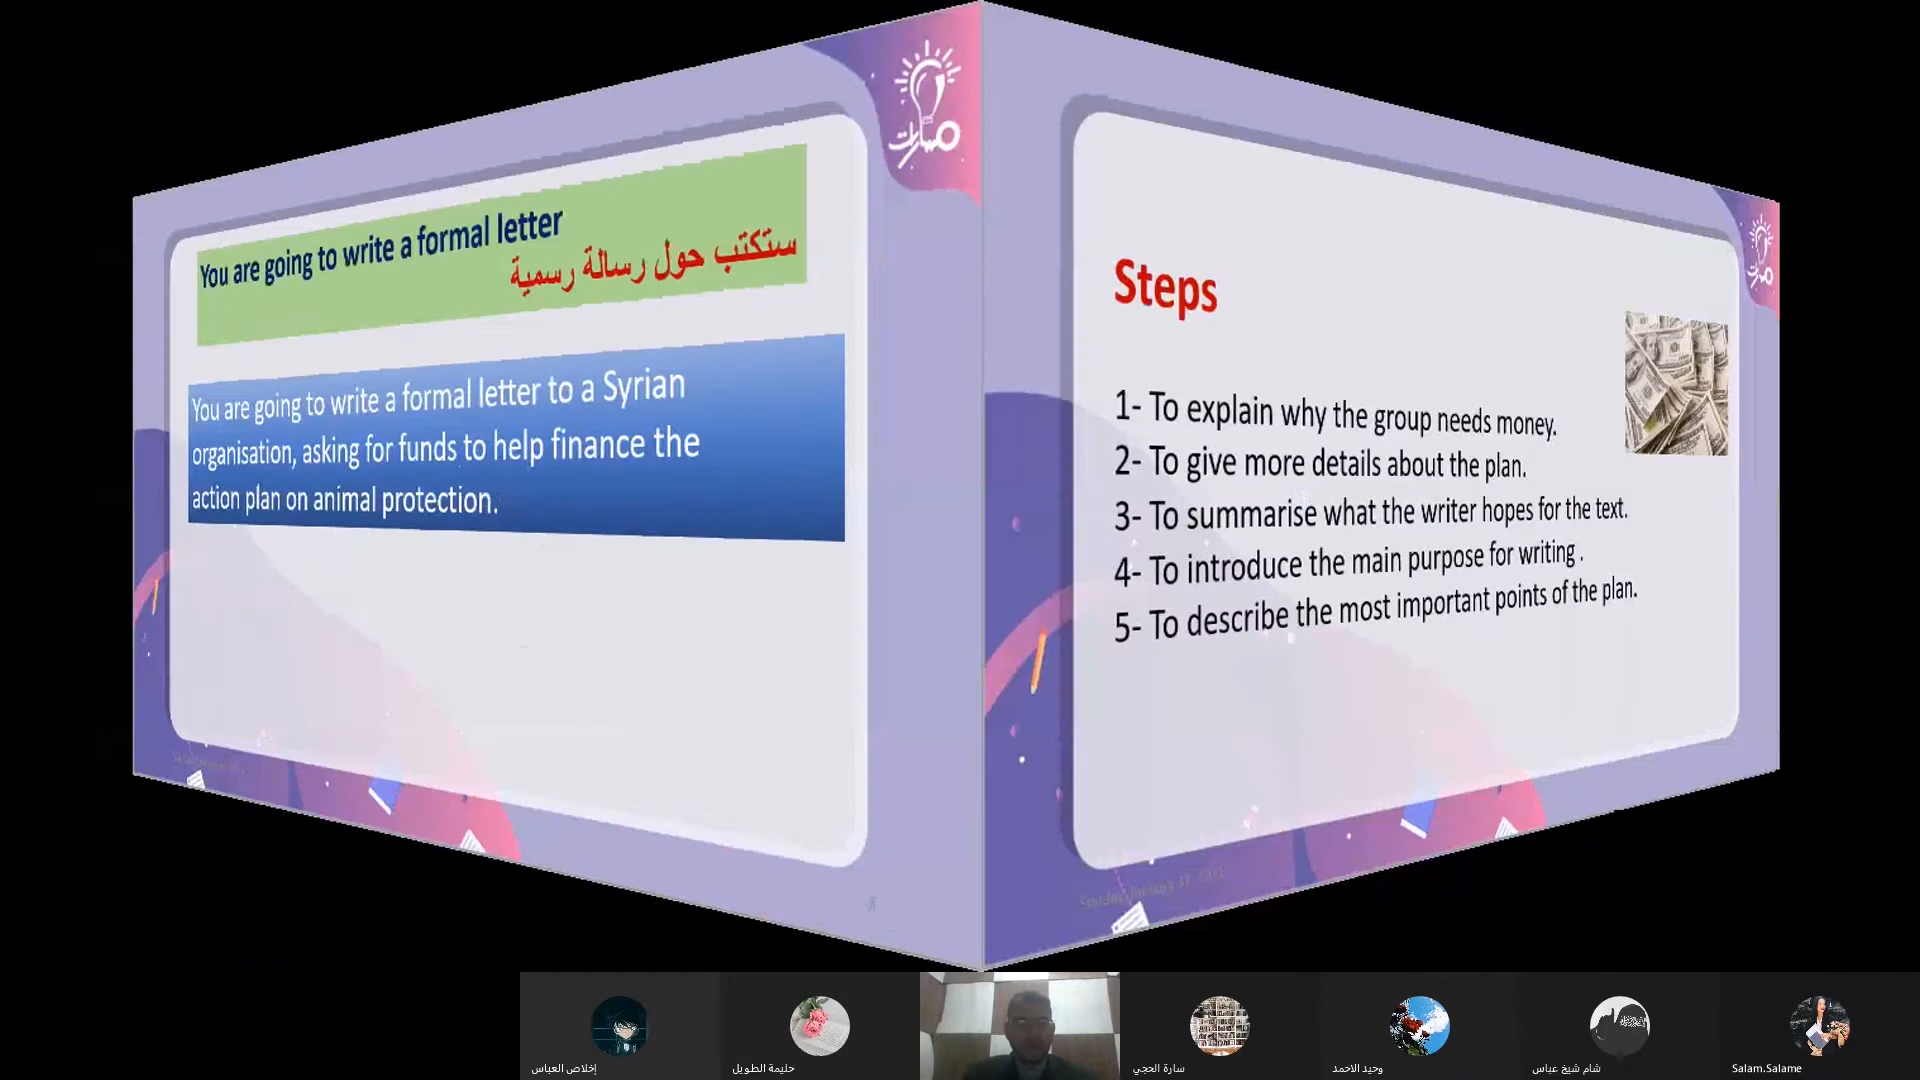 مسارات
You are going to write a formal letter
ستكتب حول رسالة رسمية
You are going to write a formal letter to a Syrian
organisation, asking for funds to help finance the
action plan on animal protection.
8
مسارات
Steps
1- To explain why the group needs money.
2- To give more details about the plan.
3- To summarise what the writer hopes for the text.
4- To introduce the main purpose for writing .
5- To describe the most important points of the plan.
إخلاص العباس
حليمة الطويل
سارة الحجي
وحيد الاحمد
شام شيخ عباس
Salam.Salame